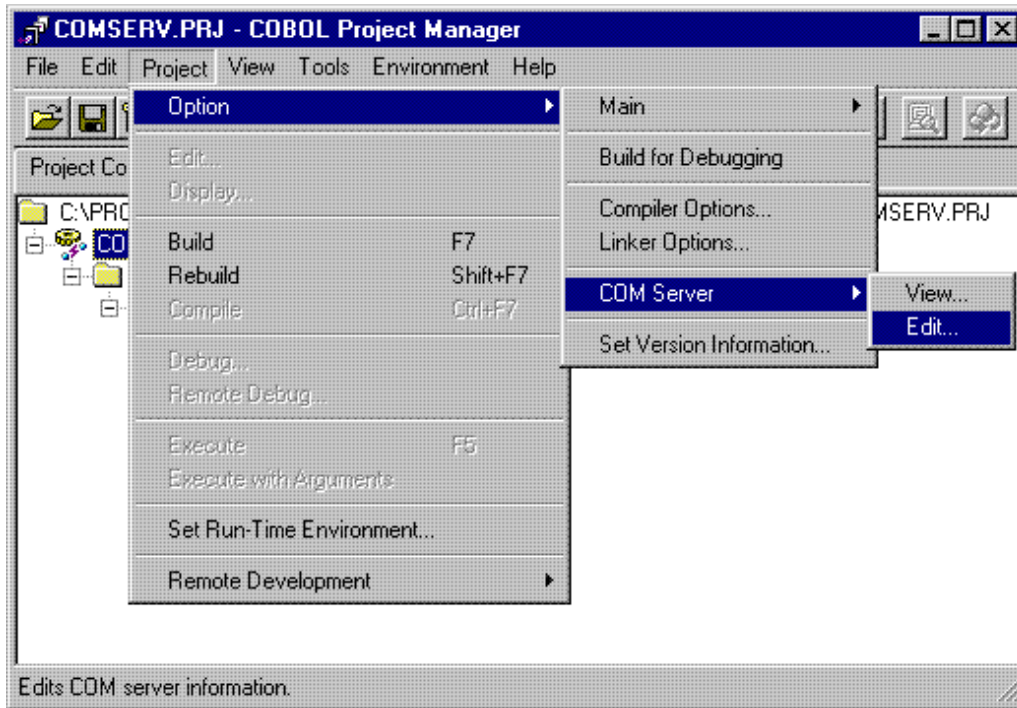 COMSERV.PRJ - COBOL Project Manager
File Edit Project View Tools Environment Help
Option
Edit...
Display...
Build F7
Rebuild Shift+F7
Compile Ctrl+F7
Debug...
Remote Debug...
Execute F5
Execute with Arguments
Set Run-Time Environment...
Remote Development
Main
Build for Debugging
Compiler Options...
Linker Options...
COM Server
Set Version Information...
View...
Edit...
Project Co
C:\PRO
MSERV.PRJ
CO
Edits COM server information.